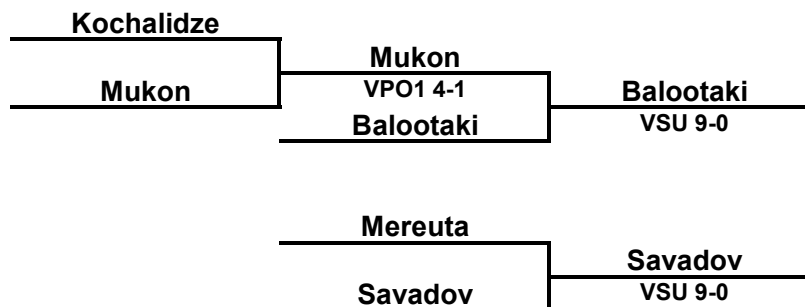 Kochalidze
Mukon
Mukon
VPO1 4-1
Balootaki
Balootaki
VSU 9-0
Mereuta
Savadov
Savadov
VSU 9-0